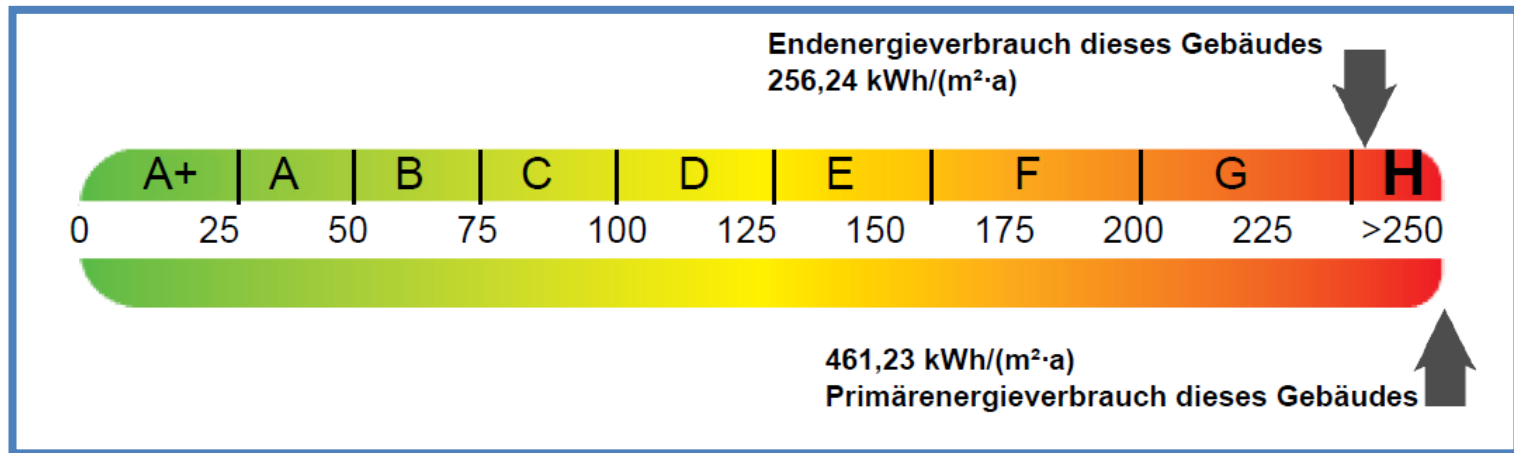 Endenergieverbrauch dieses Gebäudes
256,24 kWh/(m²·a)
A+ A B C D E F G H
0 25 50 75 100 125 150 175 200 225 >250
461,23 kWh/(m²·a)
Primärenergieverbrauch dieses Gebäudes